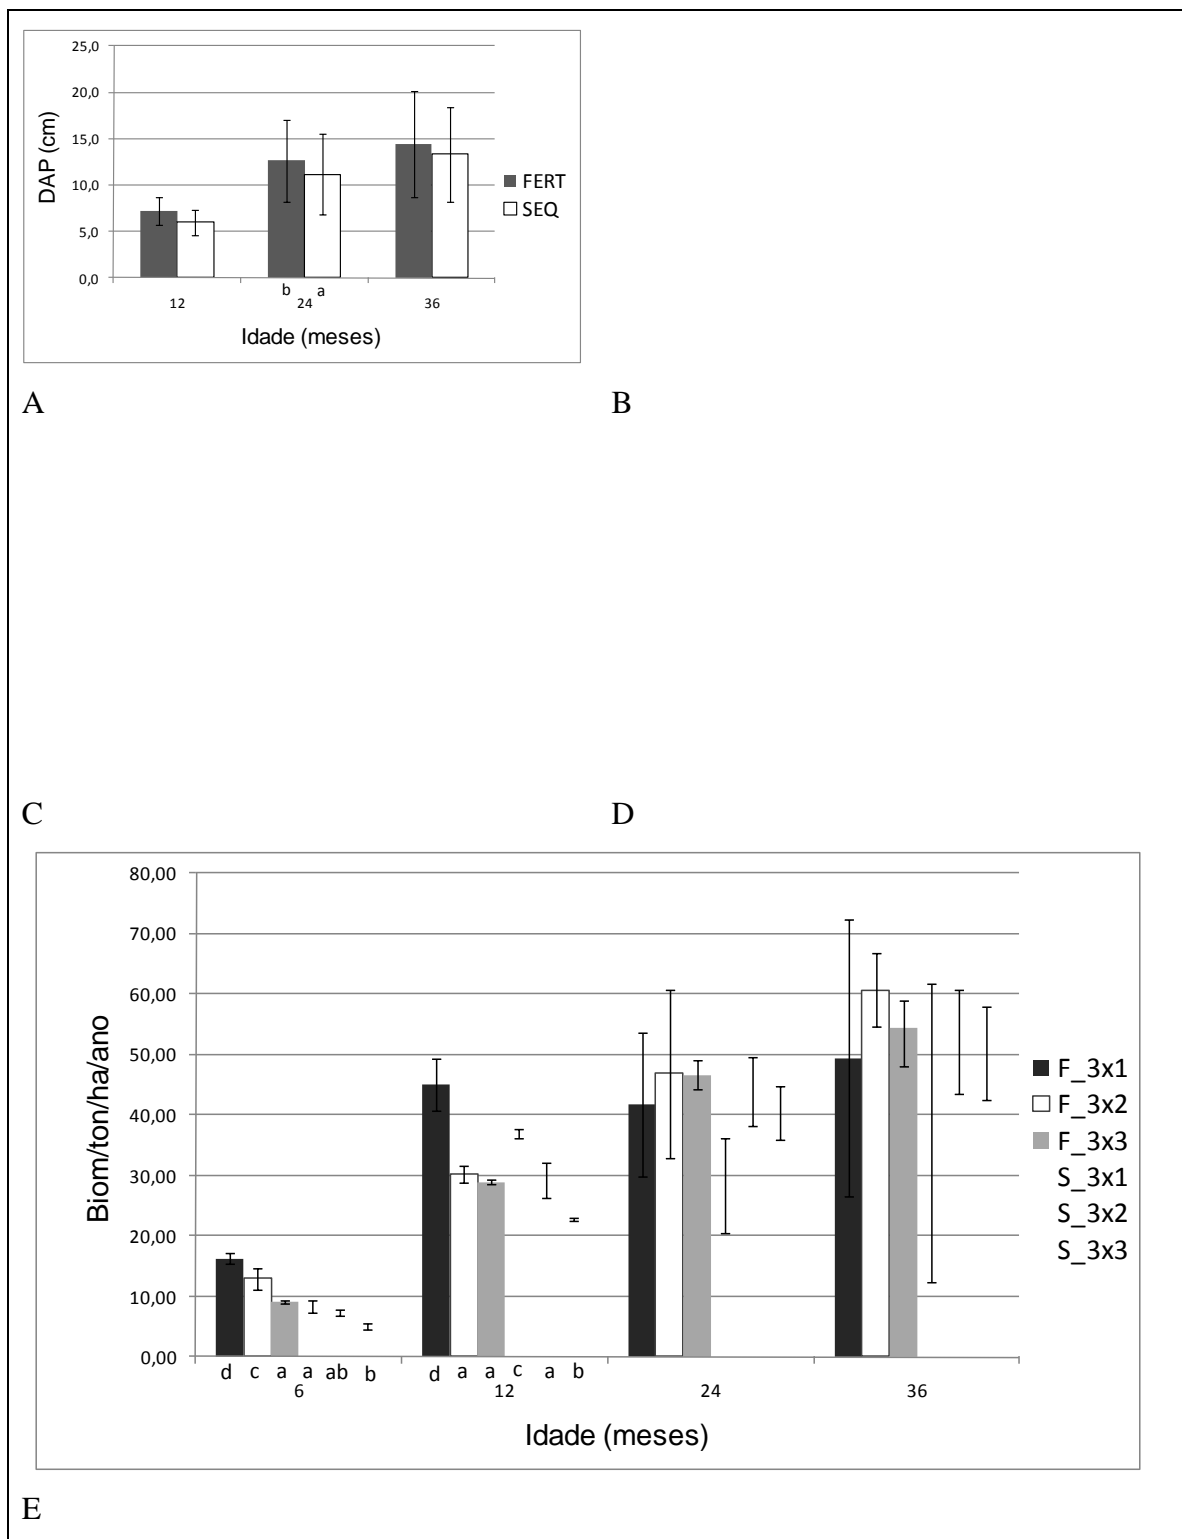 25,0
20,0
15,0
10,0
5,0
0,0
DAP (cm)
FERT
SEQ
b a
12 24 36
Idade (meses)
A B
C D
80,00
70,00
60,00
50,00
40,00
30,00
20,00
10,00
0,00
Biom/ton/ha/ano
F_3x1
F_3x2
F_3x3
S_3x1
S_3x2
S_3x3
d c a a ab b d a a c a b
6 12 24 36
Idade (meses)
E